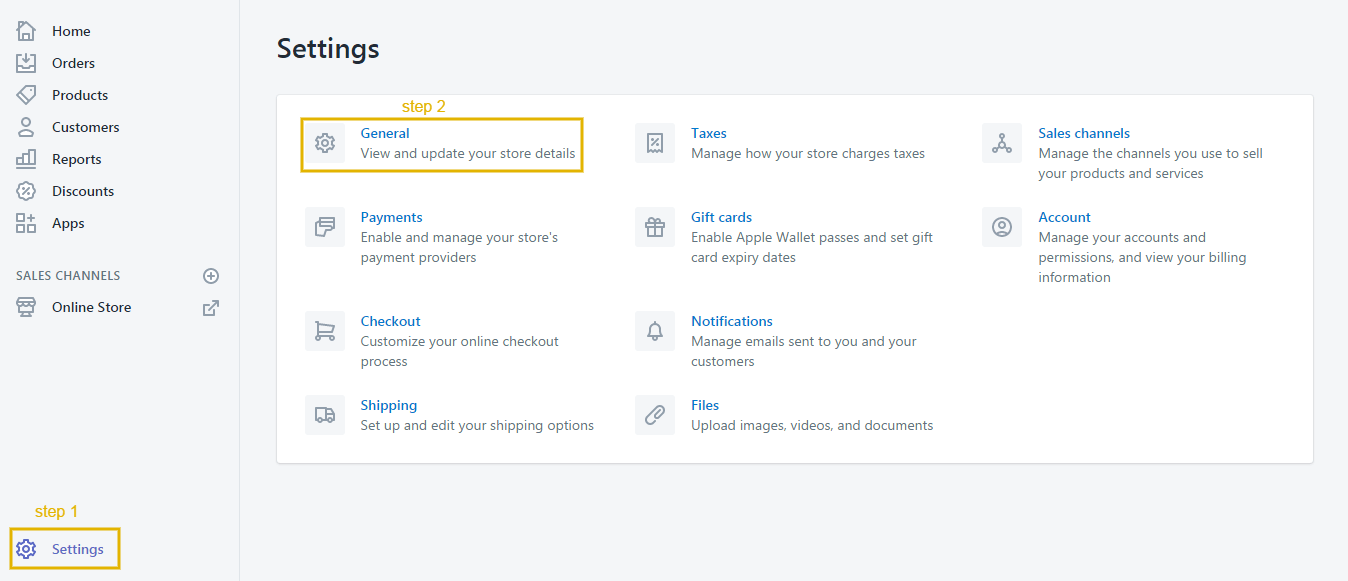 Home
Orders
Products
Customers
Reports
Discounts
Apps
SALES CHANNELS
Online Store
step 1
Settings
Settings
step 2
General
View and update your store details
Payments
Enable and manage your store's
payment providers
Checkout
Customize your online checkout
process
Shipping
Set up and edit your shipping options
Taxes
Manage how your store charges taxes
Gift cards
Enable Apple Wallet passes and set gift
card expiry dates
Notifications
Manage emails sent to you and your
customers
Files
Upload images, videos, and documents
Sales channels
Manage the channels you use to sell
your products and services
Account
Manage your accounts and
permissions, and view your billing
information